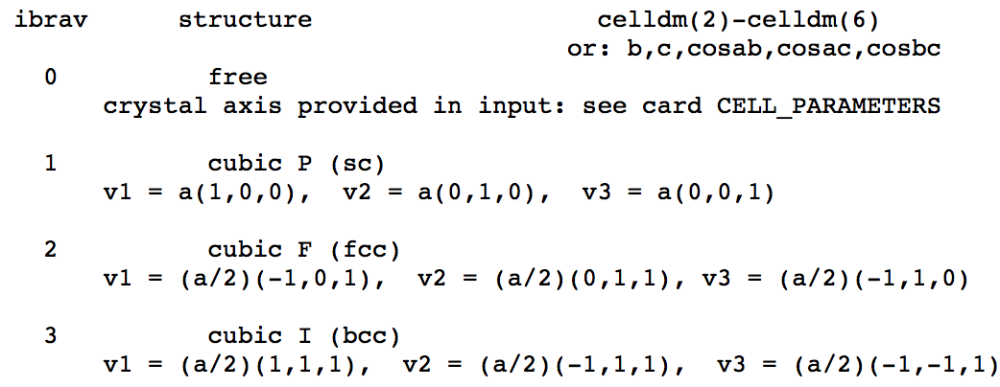 ibrav structure celldm(2)-celldm(6)
or: b,c,cosab,cosac,cosbc
0 free
crystal axis provided in input: see card CELL_PARAMETERS
1 cubic P (sc)
v1 = a(1,0,0), v2 = a(0,1,0), v3 = a(0,0,1)
2 cubic F (fcc)
v1 = (a/2)(-1,0,1), v2 = (a/2)(0,1,1), v3 = (a/2)(-1,1,0)
3 cubic I (bcc)
v1 = (a/2)(1,1,1), v2 = (a/2)(-1,1,1), v3 = (a/2)(-1,-1,1)